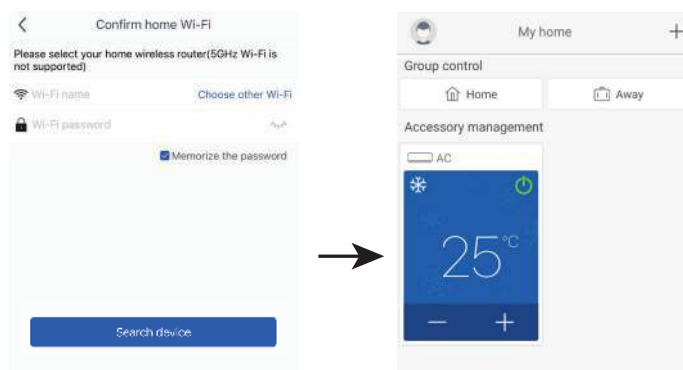 Confirm home Wi-Fi
Please select your home wireless router(5GHz Wi-Fi is
not supported)
Wi-Fi name
Choose other Wi-Fi
Wi-Fi password
Memorize the password
Search device
My home
+
Group control
Home
Away
Accessory management
AC
25°C
− +